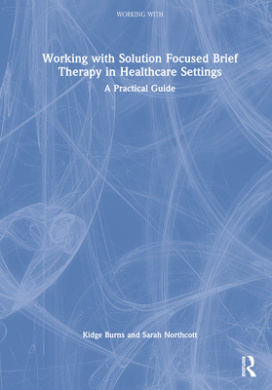 WORKING WITH
Working with Solution Focused Brief
Therapy in Healthcare Settings
A Practical Guide
Kidge Burns and Sarah Northcott
R